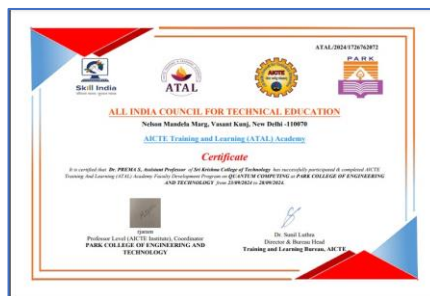 ATAL/2024/1726762072
Skill India
ATAL
AICTE
PARK
ALL INDIA COUNCIL FOR TECHNICAL EDUCATION
Nelson Mandela Marg, Vasant Kunj, New Delhi -110070
AICTE Training and Learning (ATAL) Academy
Certificate
It is certified that Dr. PREMA S, Assistant Professor of Sri Krishna College of Technology has successfully participated & completed AICTE
Training And Learning (ATAL) Academy Faculty Development Program on QUANTUM COMPUTING at PARK COLLEGE OF ENGINEERING
AND TECHNOLOGY from 23/09/2024 to 28/09/2024.
Professor Level (AICTE Institute), Coordinator
PARK COLLEGE OF ENGINEERING AND
TECHNOLOGY
Dr. Sunil Luthra
Director & Bureau Head
Training and Learning Bureau, AICTE